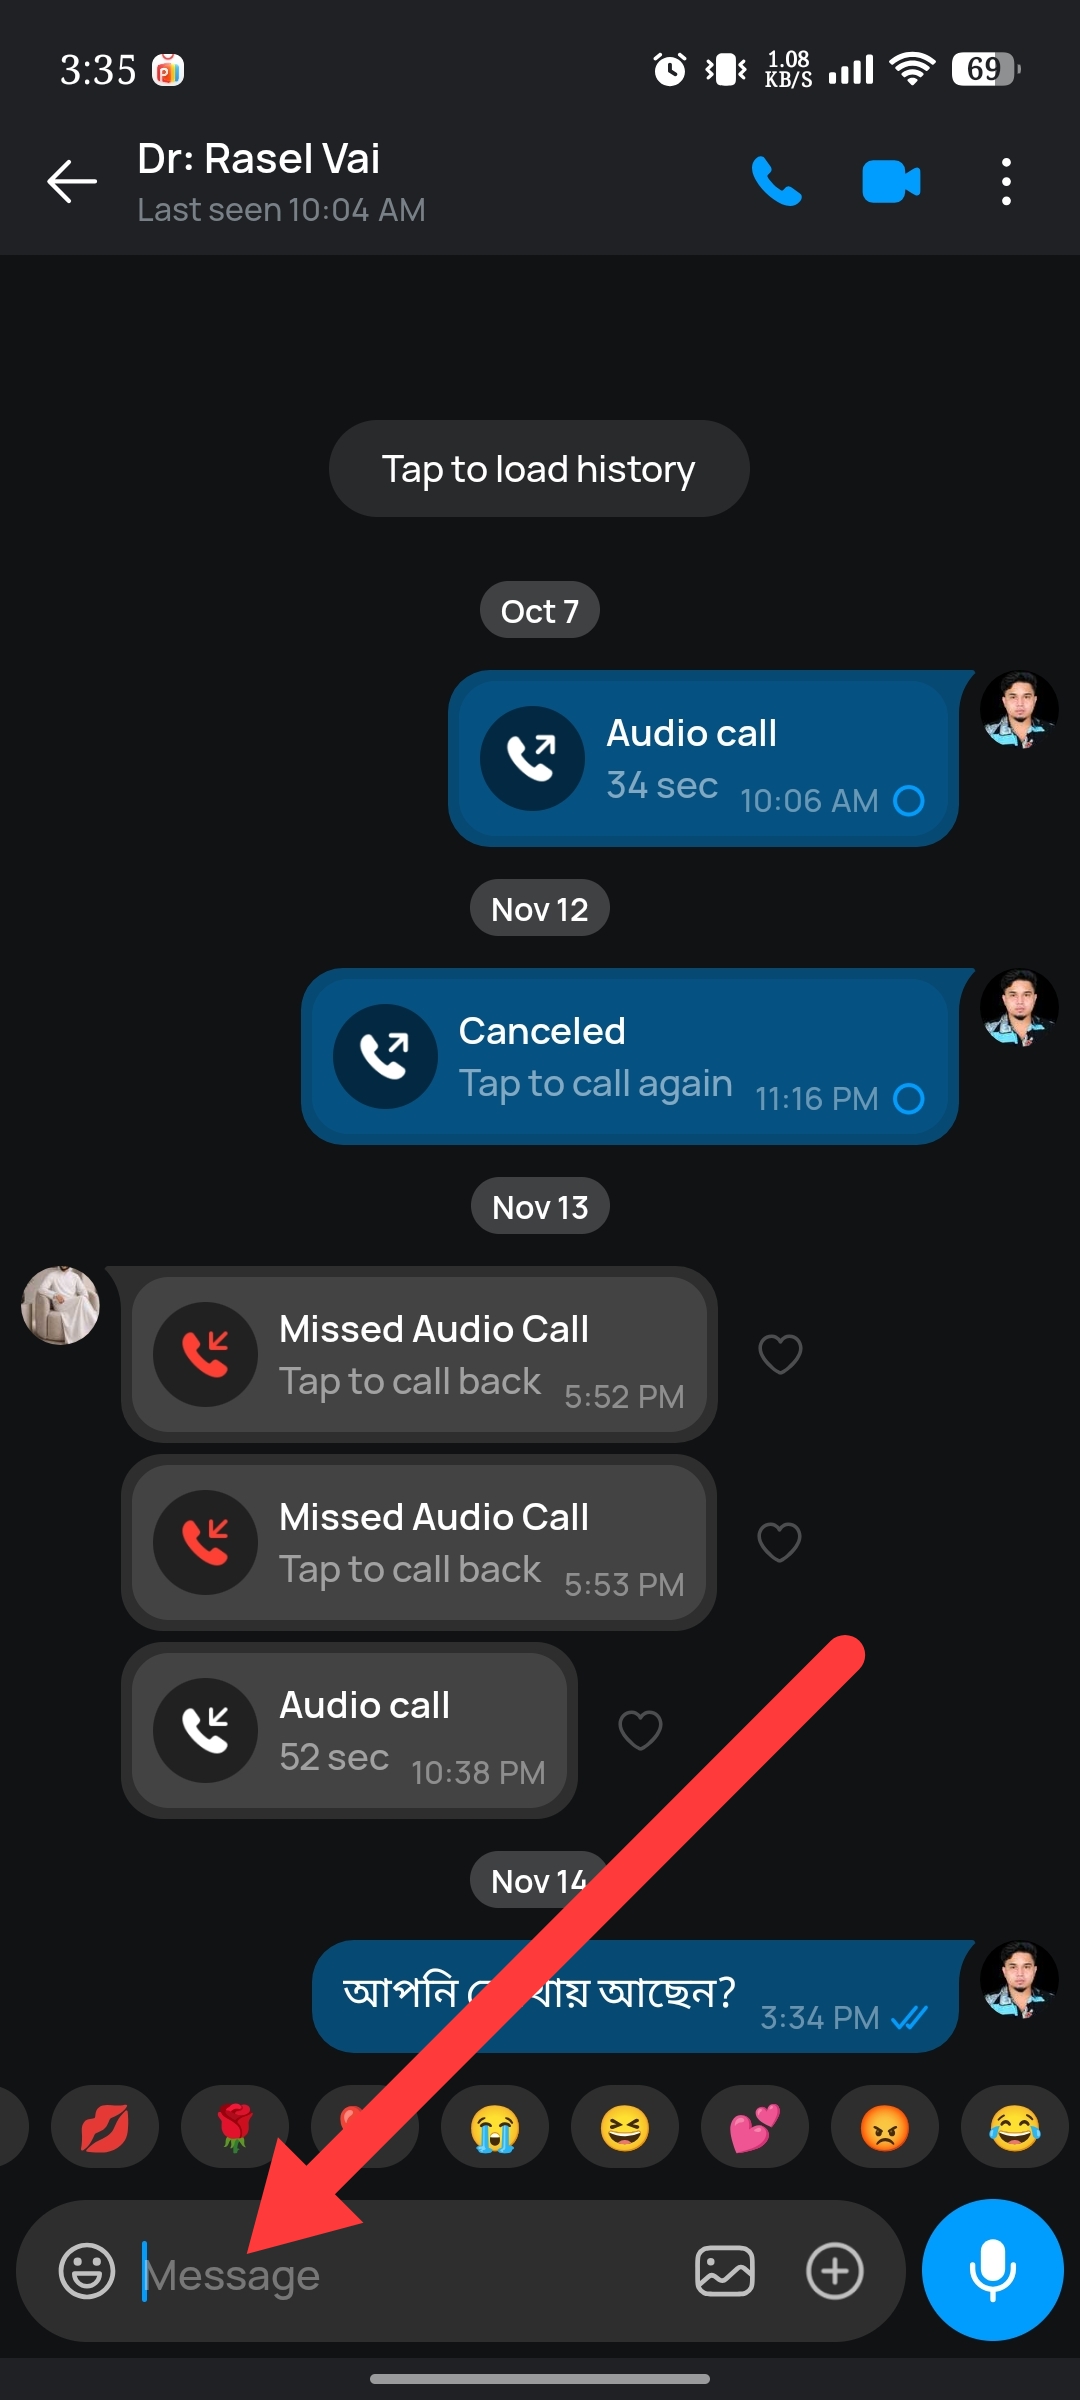 3:35
1.08
KB/S
69
Dr: Rasel Vai
Last seen 10:04 AM
Tap to load history
Oct 7
Audio call
34 sec 10:06 AM
Nov 12
Canceled
Tap to call again 11:16 PM
Nov 13
Missed Audio Call
Tap to call back 5:52 PM
Missed Audio Call
Tap to call back 5:53 PM
Audio call
52 sec 10:38 PM
Nov 14
আপনি আছেন?
3:34 PM
Message